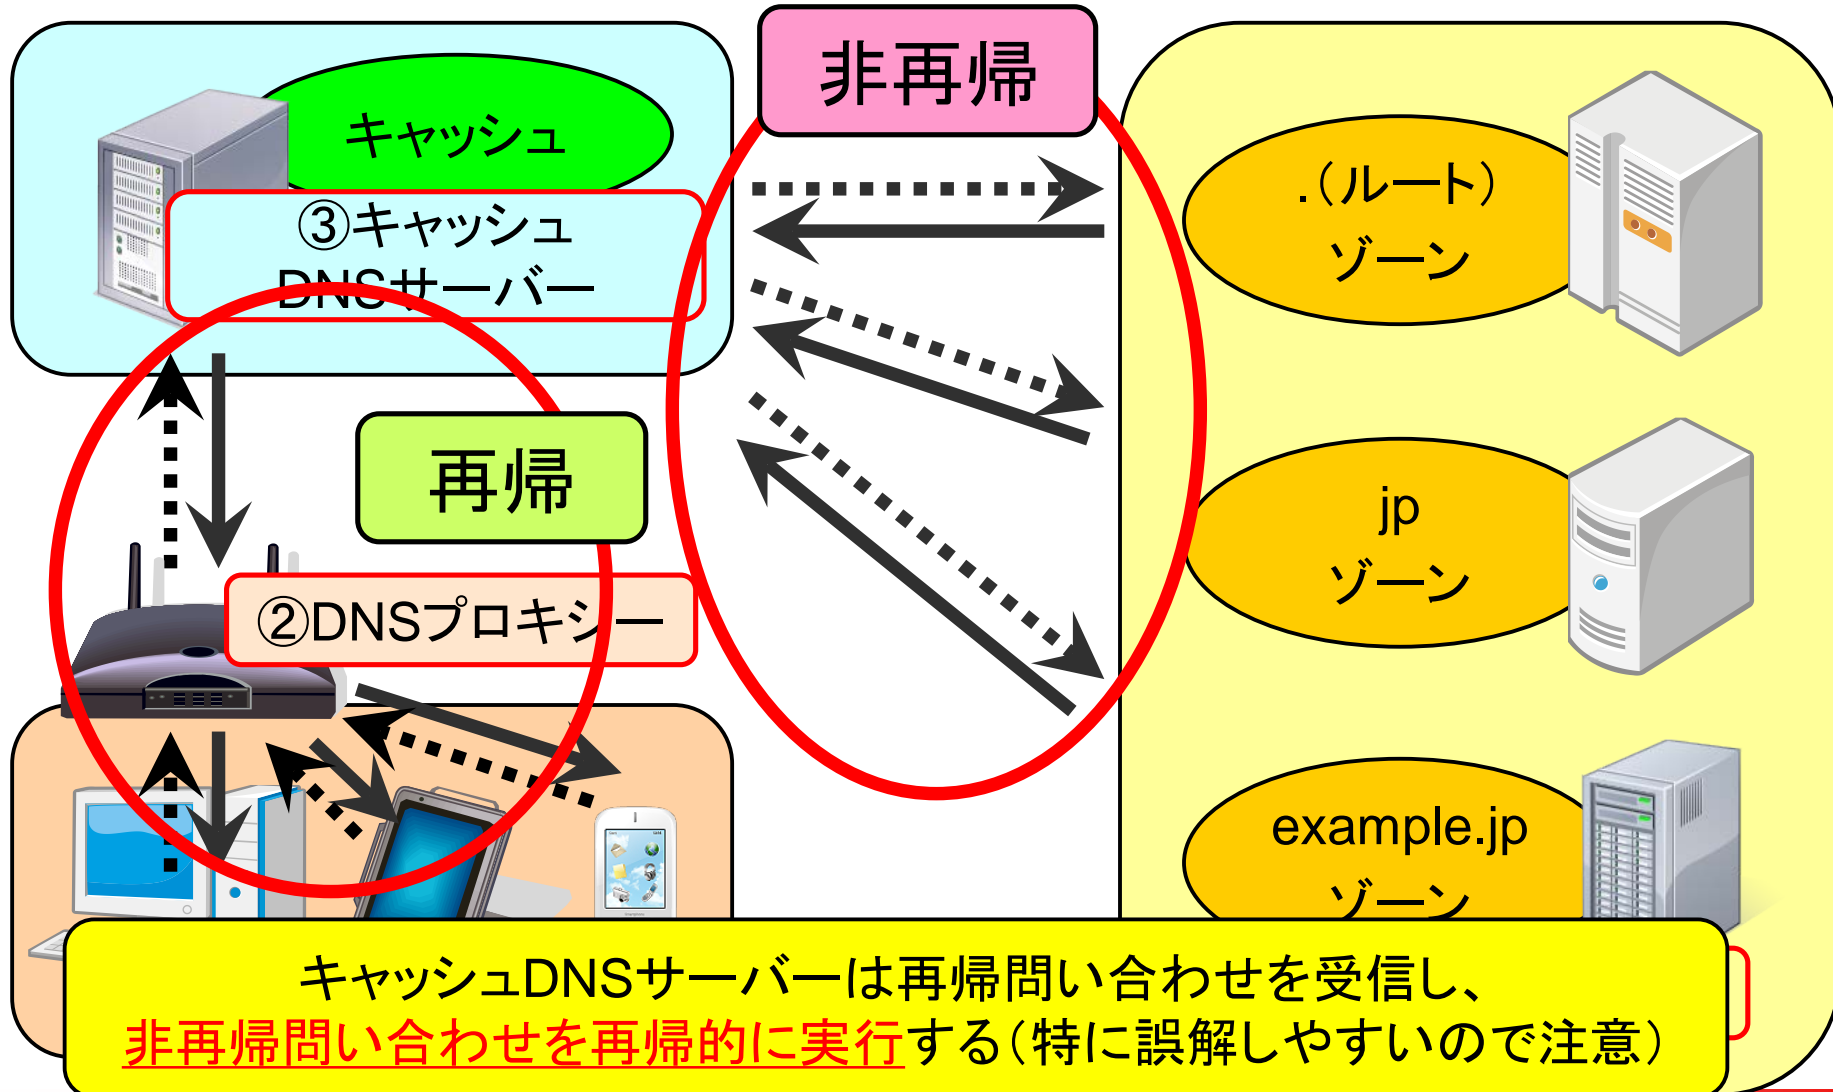 非再帰
キャッシュ
③キャッシュ
DNSサーバー
.(ルート)
ゾーン
再帰
jp
ゾーン
②DNSプロキシー
example.jp
ゾーン
キャッシュDNSサーバーは再帰問い合わせを受信し、
非再帰問い合わせを再帰的に実行する(特に誤解しやすいので注意)